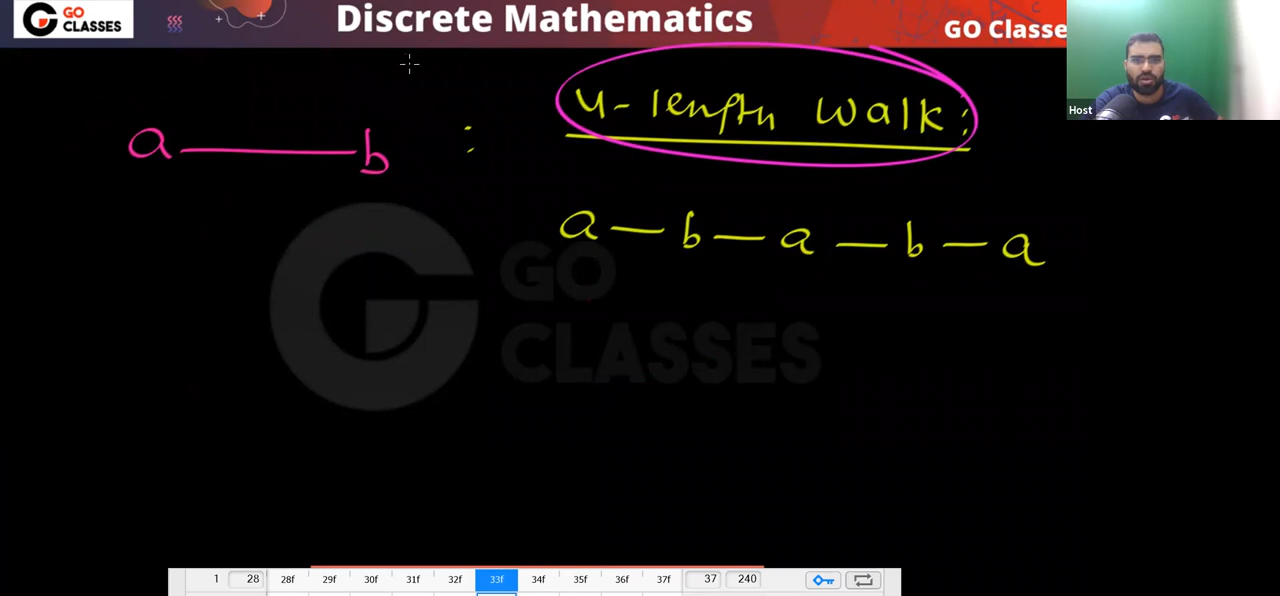 GO
CLASSES
Discrete Mathematics
GO Classe
Host
a — b :
4-length walk:
a — b — a — b — a
GO
CLASSES
1 28 28f 29f 30f 31f 32f 33f 34f 35f 36f 37f 37 240